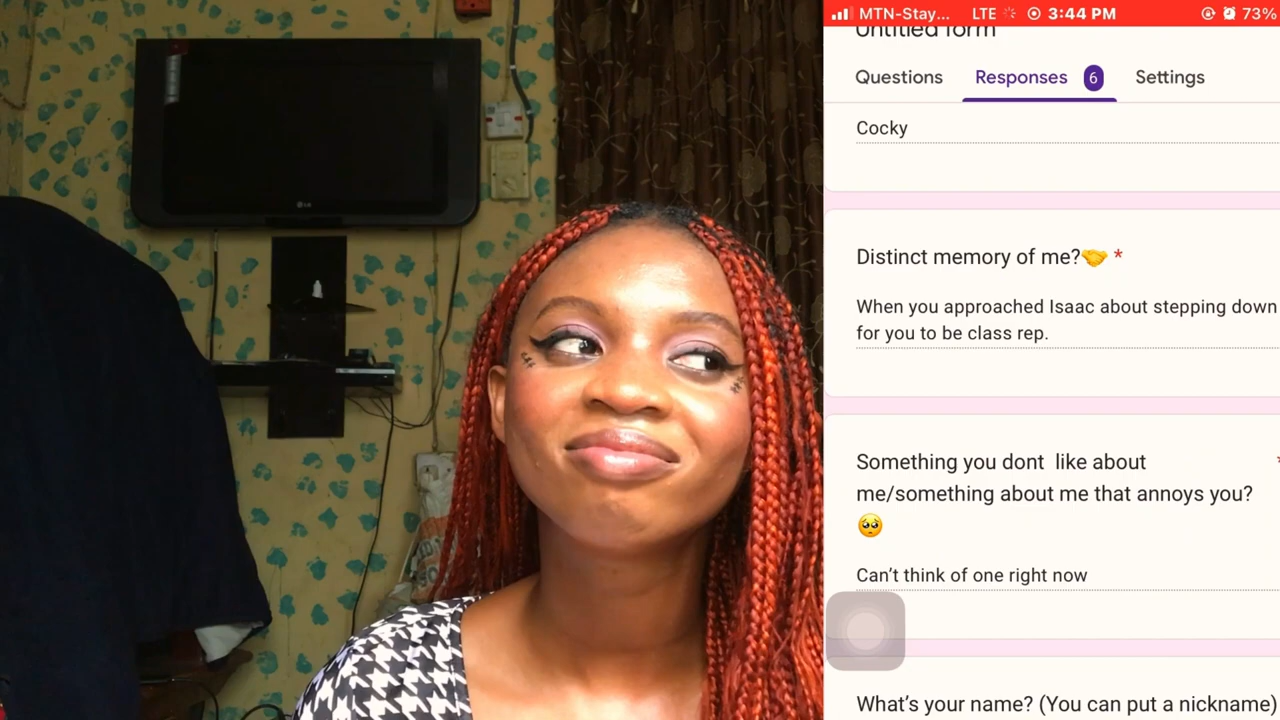 MTN-Stay... LTE 3:44 PM 73%
Untitled form
Questions Responses 6 Settings
Cocky
Distinct memory of me?🤝 *
When you approached Isaac about stepping down
for you to be class rep.
Something you dont like about *
me/something about me that annoys you?
🥺
Can't think of one right now
What's your name? (You can put a nickname)
LG